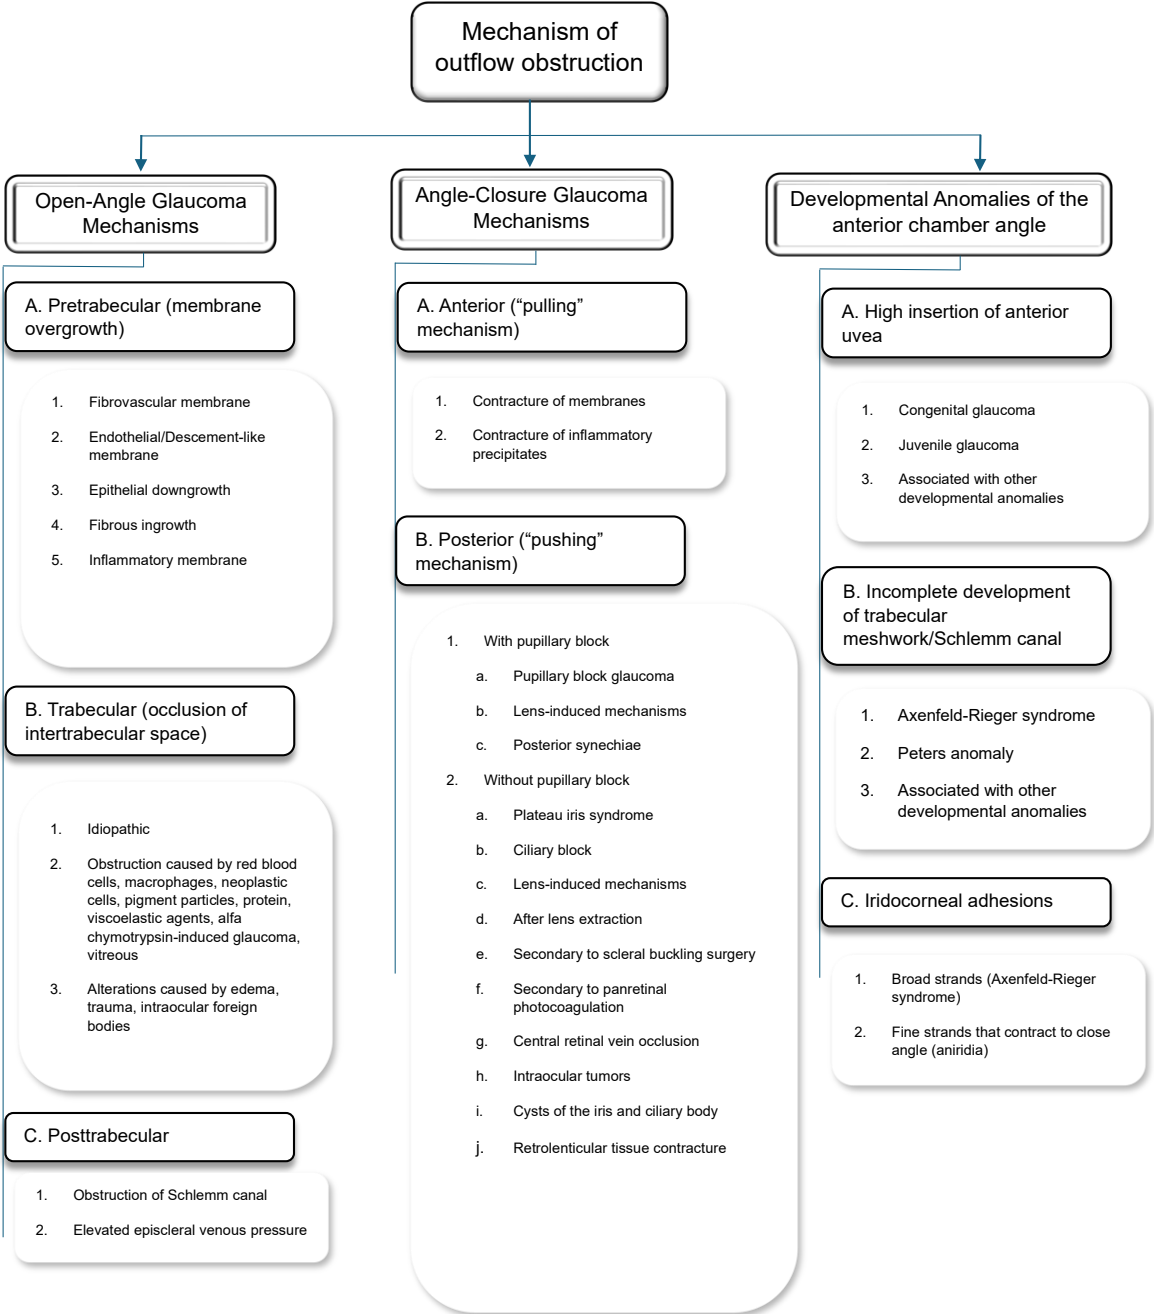 Mechanism of
outflow obstruction
Open-Angle Glaucoma
Mechanisms
A. Pretrabecular (membrane
overgrowth)
1. Fibrovascular membrane
2. Endothelial/Descement-like
membrane
3. Epithelial downgrowth
4. Fibrous ingrowth
5. Inflammatory membrane
B. Trabecular (occlusion of
intertrabecular space)
1. Idiopathic
2. Obstruction caused by red blood
cells, macrophages, neoplastic
cells, pigment particles, protein,
viscoelastic agents, alfa
chymotrypsin-induced glaucoma,
vitreous
3. Alterations caused by edema,
trauma, intraocular foreign
bodies
C. Posttrabecular
1. Obstruction of Schlemm canal
2. Elevated episcleral venous pressure
Angle-Closure Glaucoma
Mechanisms
A. Anterior (“pulling”
mechanism)
1. Contracture of membranes
2. Contracture of inflammatory
precipitates
B. Posterior (“pushing”
mechanism)
1. With pupillary block
a. Pupillary block glaucoma
b. Lens-induced mechanisms
c. Posterior synechiae
2. Without pupillary block
a. Plateau iris syndrome
b. Ciliary block
c. Lens-induced mechanisms
d. After lens extraction
e. Secondary to scleral buckling surgery
f. Secondary to panretinal
photocoagulation
g. Central retinal vein occlusion
h. Intraocular tumors
i. Cysts of the iris and ciliary body
j. Retrolenticular tissue contracture
Developmental Anomalies of the
anterior chamber angle
A. High insertion of anterior
uvea
1. Congenital glaucoma
2. Juvenile glaucoma
3. Associated with other
developmental anomalies
B. Incomplete development
of trabecular
meshwork/Schlemm canal
1. Axenfeld-Rieger syndrome
2. Peters anomaly
3. Associated with other
developmental anomalies
C. Iridocorneal adhesions
1. Broad strands (Axenfeld-Rieger
syndrome)
2. Fine strands that contract to close
angle (aniridia)